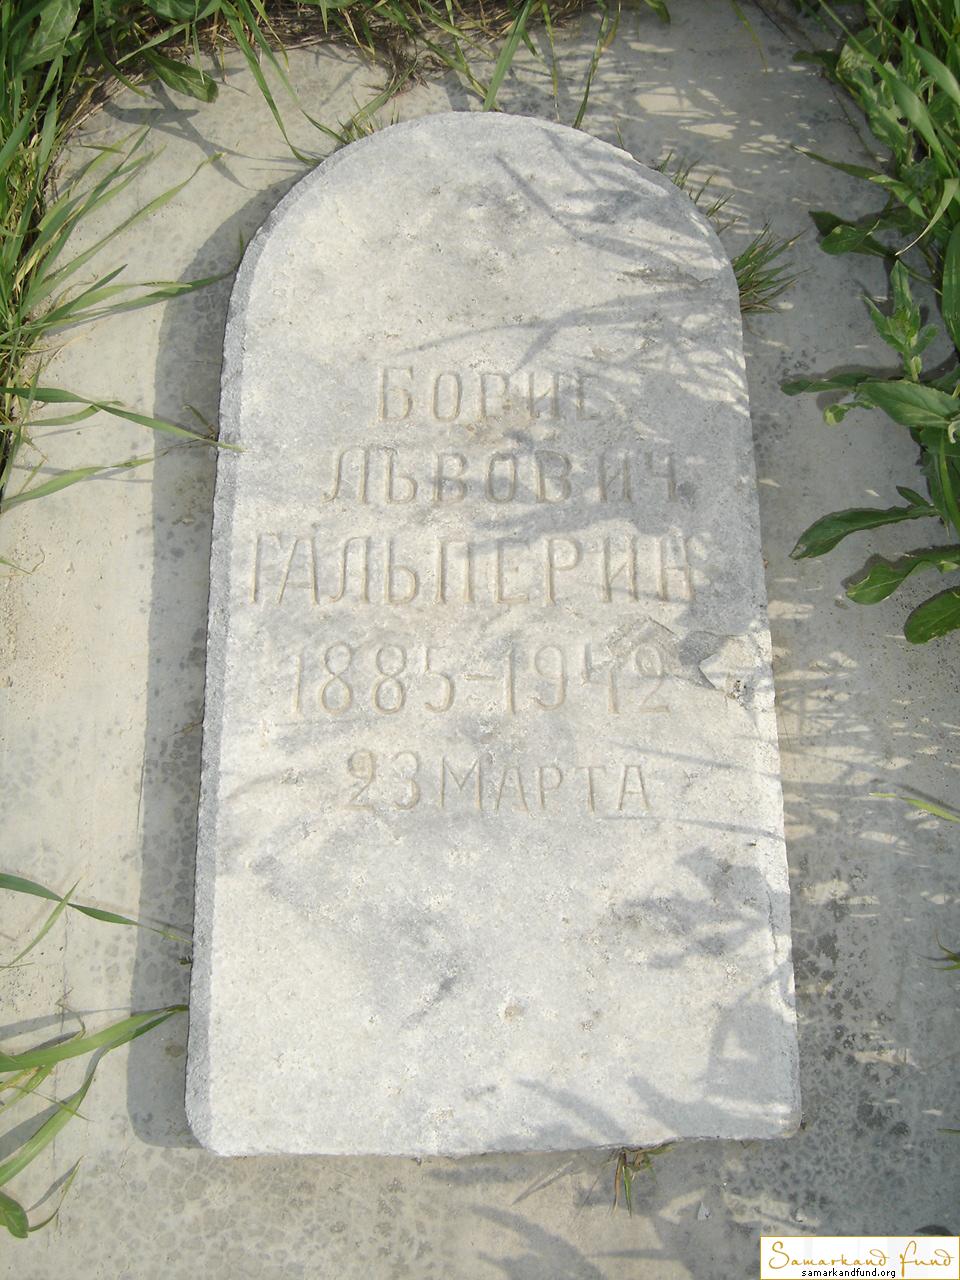 БОРИС
ЛЬВОВИЧ
ГАЛЬПЕРИН
1885-1942
23 МАРТА
Samarkand fund
samarkandfund.org